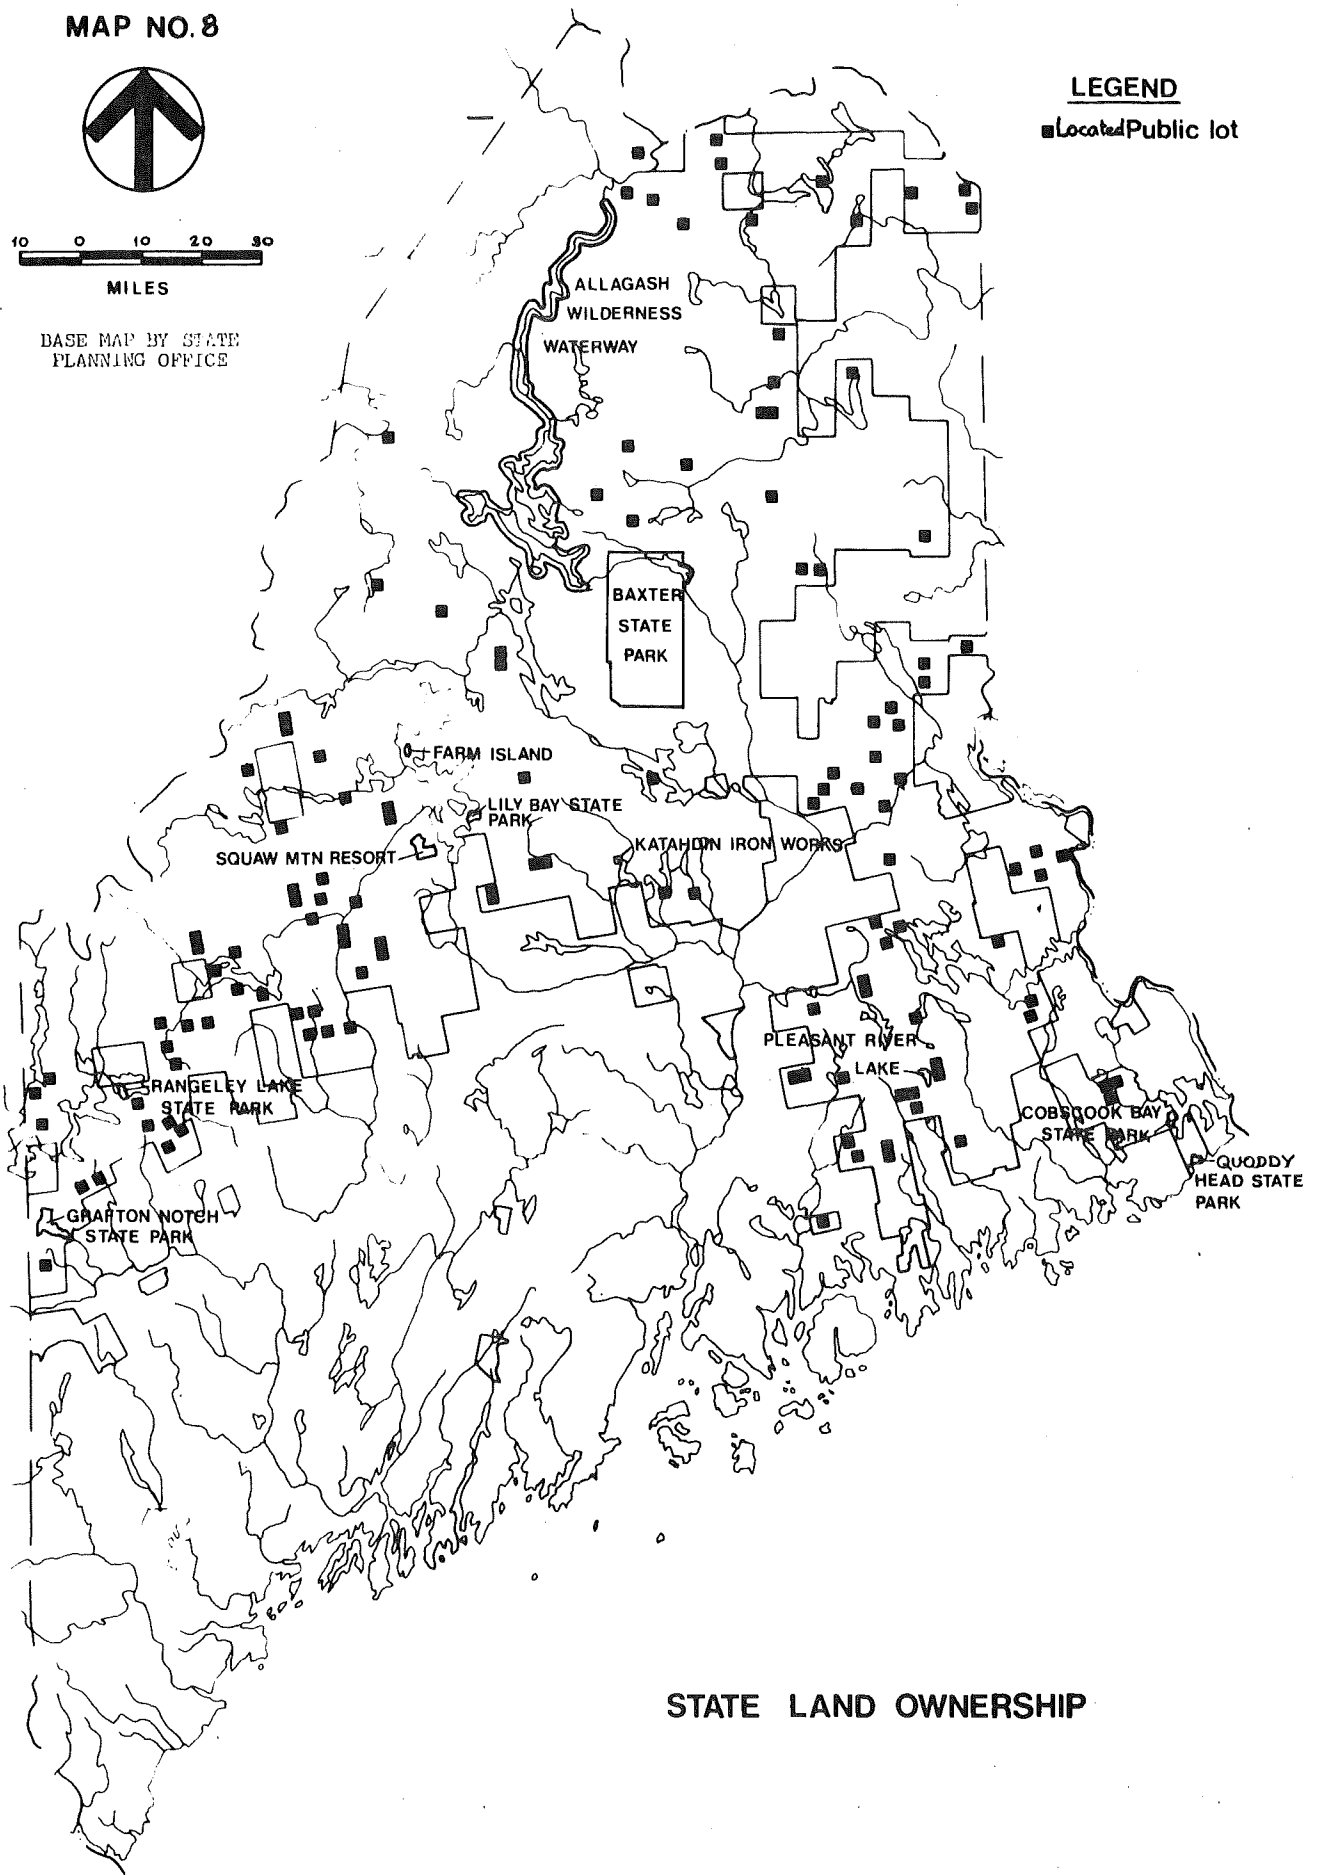 MAP NO. 8
LEGEND
Located Public lot
10 0 10 20 30
MILES
BASE MAP BY STATE
PLANNING OFFICE
ALLAGASH
WILDERNESS
WATERWAY
BAXTER
STATE
PARK
FARM ISLAND
LILY BAY STATE
PARK
SQUAW MTN RESORT
KATAHDIN IRON WORKS
PLEASANT RIVER
LAKE
RANGELEY LAKE
STATE PARK
COBSCOOK BAY
STATE PARK
QUODDY
HEAD STATE
PARK
GRAFTON NOTCH
STATE PARK
STATE LAND OWNERSHIP